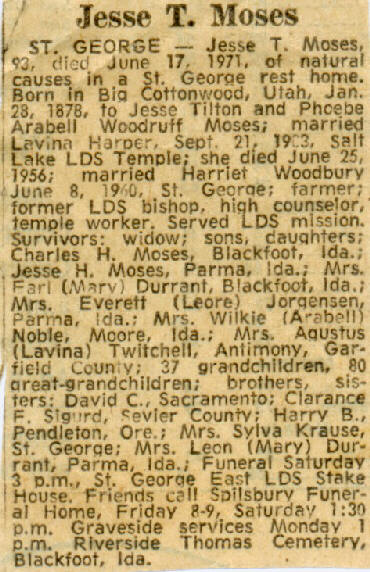 Jesse T. Moses
ST. GEORGE — Jesse T. Moses,
93, died June 17, 1971, of natural
causes in a St. George rest home.
Born in Big Cottonwood, Utah, Jan.
28, 1878, to Jesse Tilton and Phoebe
Arabell Woodruff Moses; married
Lavina Harper, Sept. 21, 1903, Salt
Lake LDS Temple; she died June 25,
1956; married Harriet Woodbury
June 8, 1960, St. George; farmer;
former LDS bishop, high counselor,
temple worker. Served LDS mission.
Survivors: widow; sons, daughters;
Charles H. Moses, Blackfoot, Ida.;
Jesse H. Moses, Parma, Ida.; Mrs.
Earl (Mary) Durrant, Blackfoot, Ida.;
Mrs. Everett (Leore) Jorgensen,
Parma, Ida.; Mrs. Wilkie (Arabell)
Noble, Moore, Ida.; Mrs. Agustus
(Lavina) Twitchell, Antimony, Gar-
field County; 37 grandchildren, 80
great-grandchildren; brothers, sis-
ters: David C., Sacramento; Clarance
F. Sigurd, Sevier County; Harry B.,
Pendleton, Ore.; Mrs. Sylva Krause,
St. George; Mrs. Leon (Mary) Dur-
rant, Parma, Ida.; Funeral Saturday
3 p.m., St. George East LDS Stake
House. Friends call Spilsbury Funer-
al Home, Friday 8-9, Saturday 1:30
p.m. Graveside services Monday 1
p.m. Riverside Thomas Cemetery,
Blackfoot, Ida.